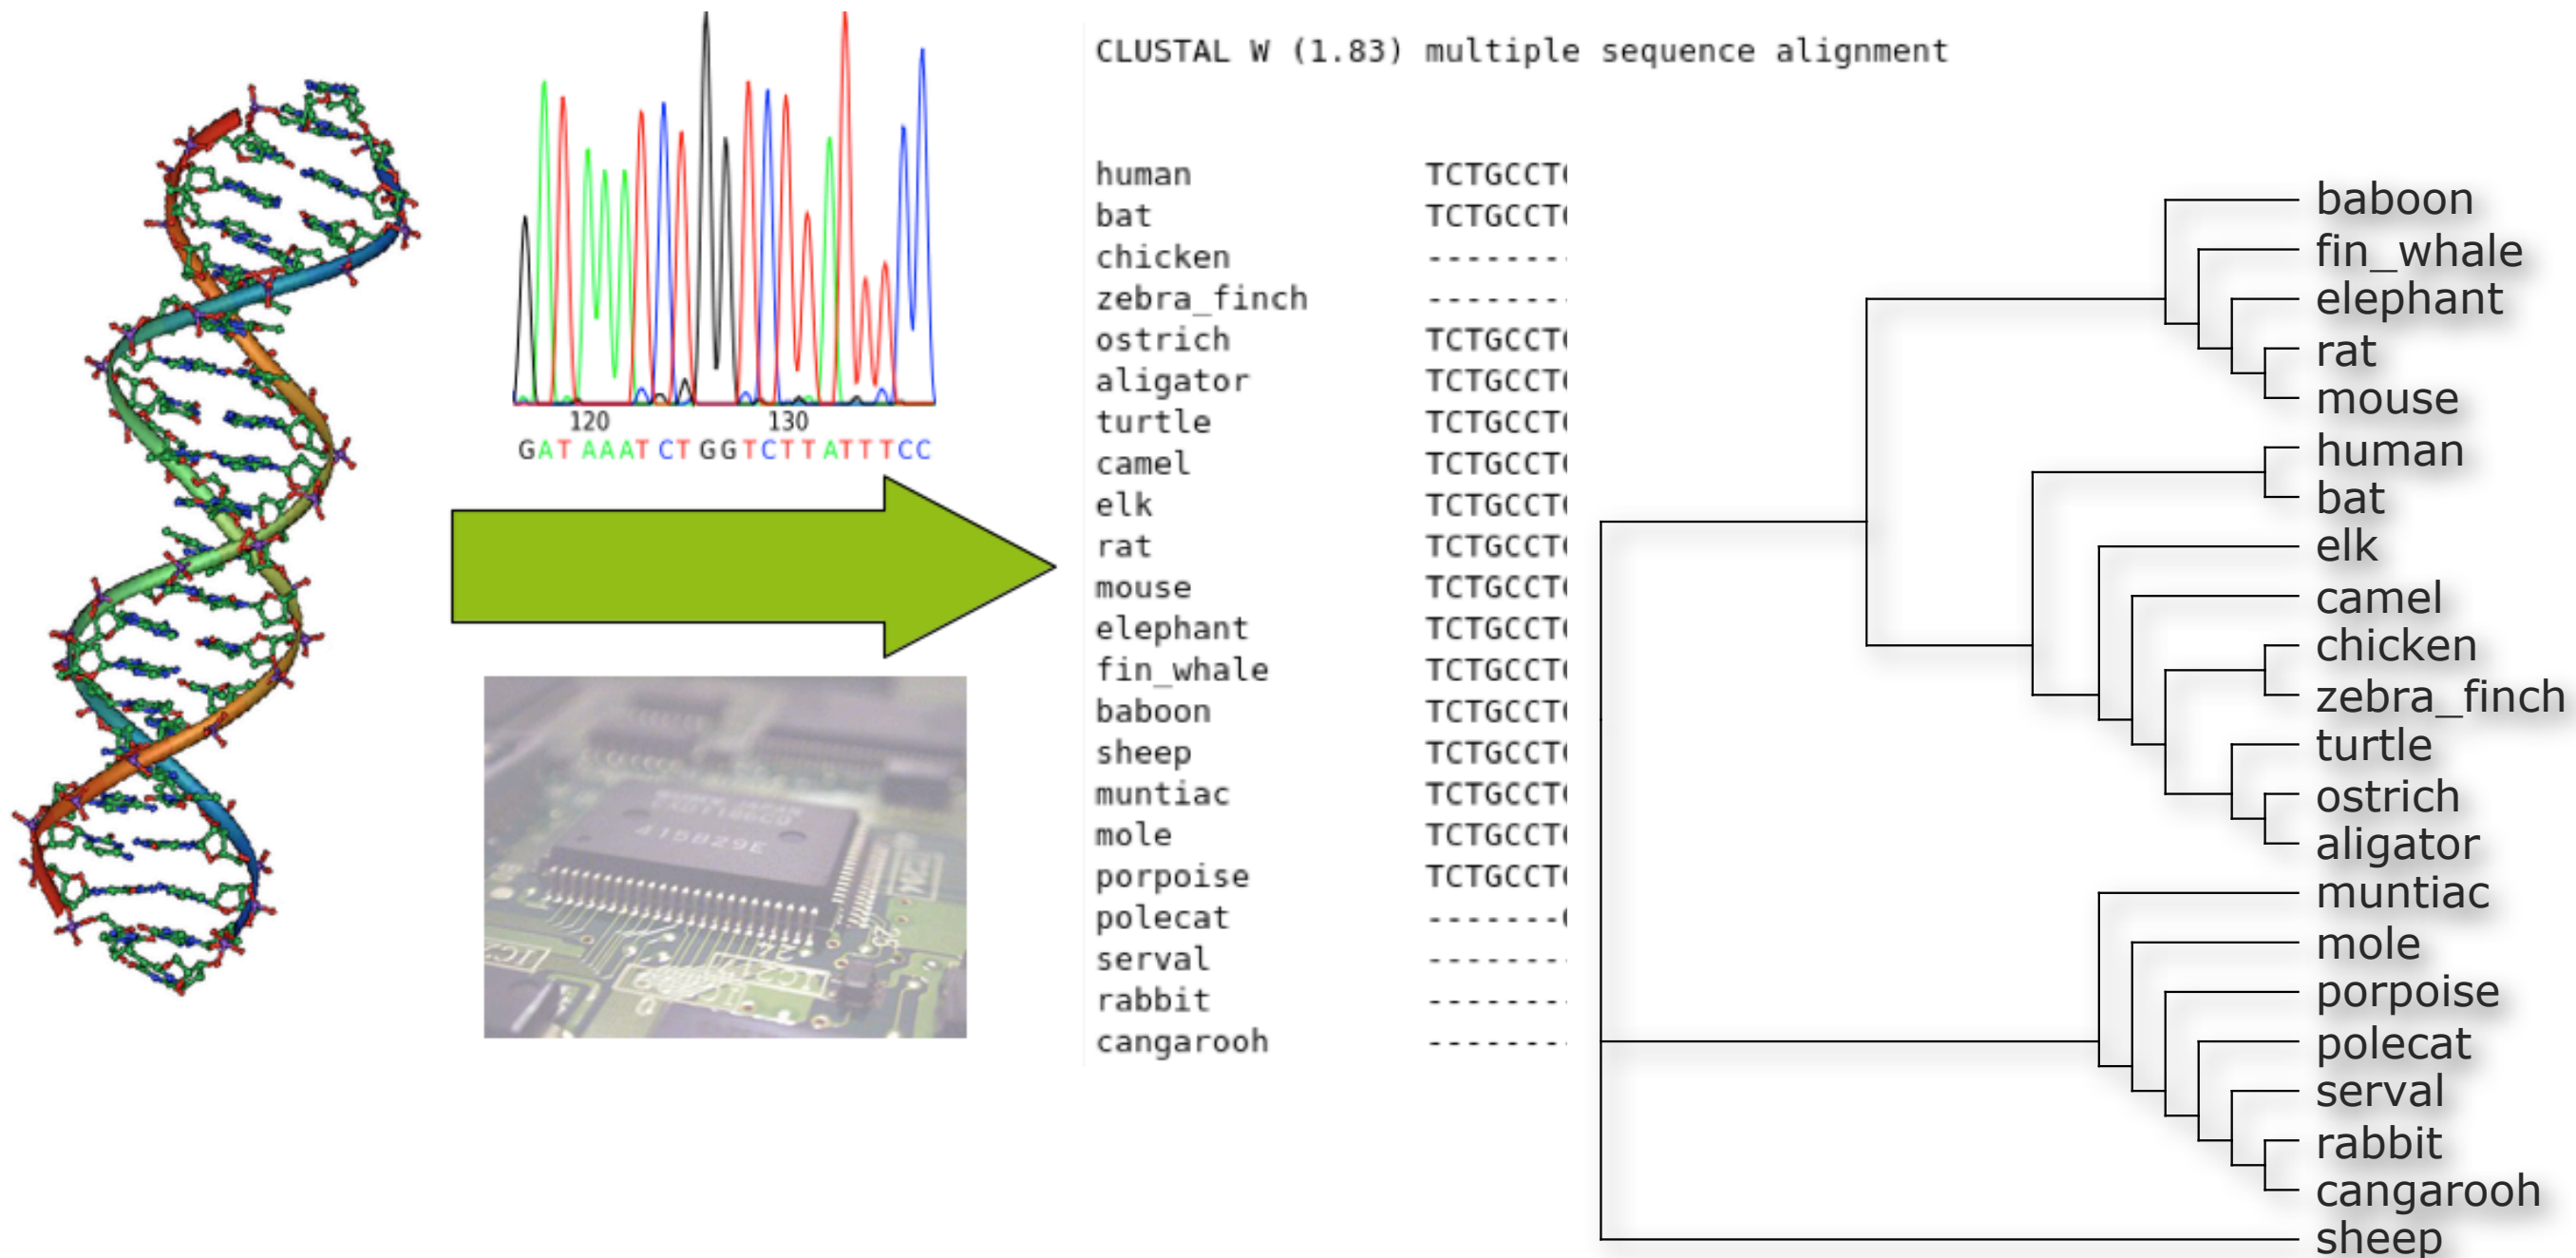 CLUSTAL W (1.83) multiple sequence alignment
120 130
GATAAATCTGGTCTTATTTCC
human TCTGCCT
bat TCTGCCT
chicken -------
zebra_finch -------
ostrich TCTGCCT
aligator TCTGCCT
turtle TCTGCCT
camel TCTGCCT
elk TCTGCCT
rat TCTGCCT
mouse TCTGCCT
elephant TCTGCCT
fin_whale TCTGCCT
baboon TCTGCCT
sheep TCTGCCT
muntiac TCTGCCT
mole TCTGCCT
porpoise TCTGCCT
polecat -------
serval -------
rabbit -------
cangarooh -------
baboon
fin_whale
elephant
rat
mouse
human
bat
elk
camel
chicken
zebra_finch
turtle
ostrich
aligator
muntiac
mole
porpoise
polecat
serval
rabbit
cangarooh
sheep
415B29E